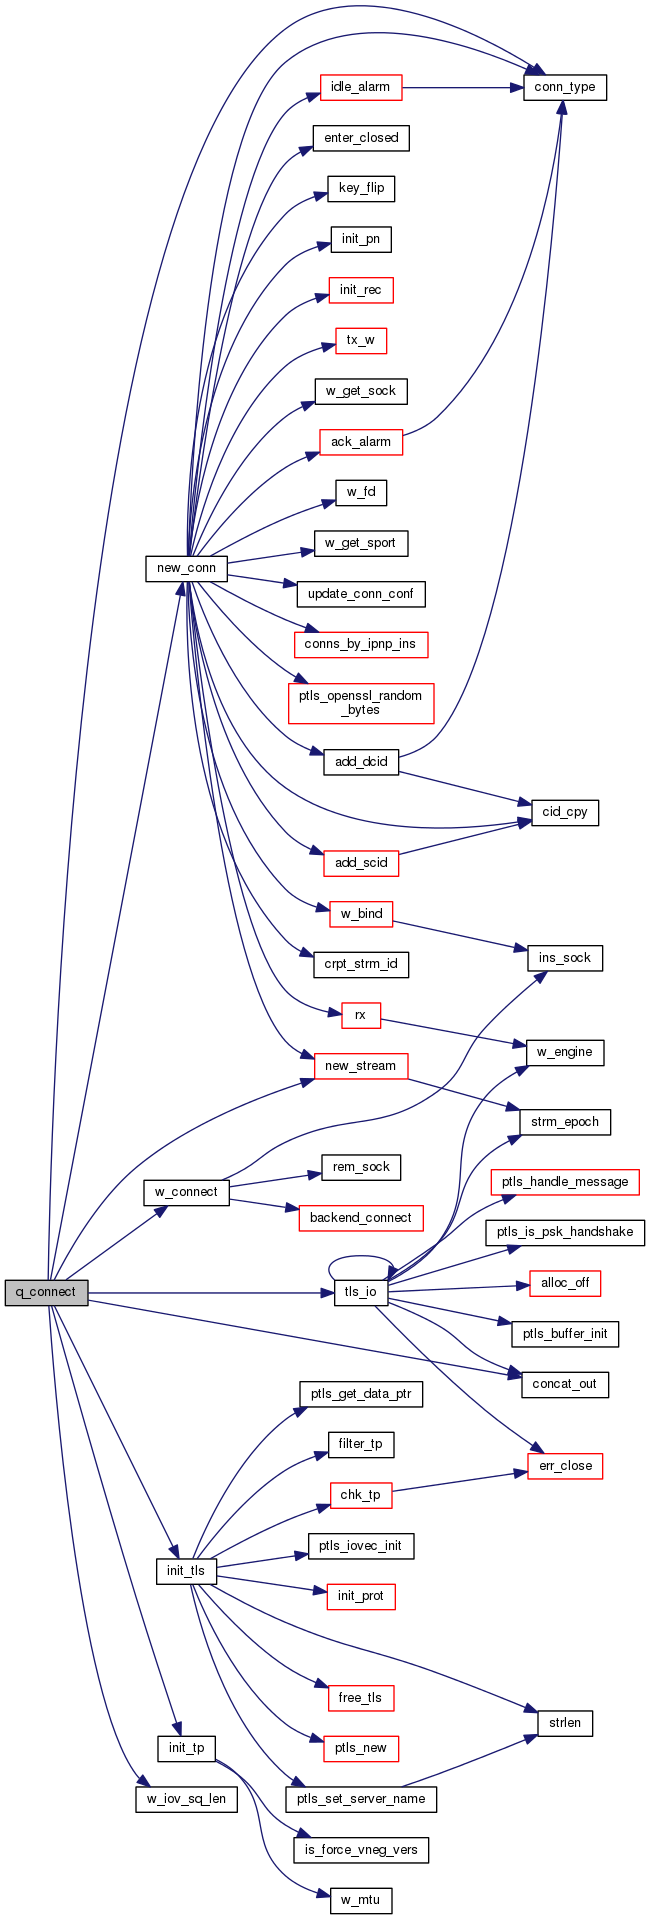 idle_alarm
conn_type
enter_closed
key_flip
init_pn
init_rec
tx_w
w_get_sock
ack_alarm
w_fd
w_get_sport
new_conn
update_conn_conf
conns_by_ipnp_ins
ptls_openssl_random
_bytes
add_dcid
cid_cpy
add_scid
w_bind
ins_sock
crpt_strm_id
rx
w_engine
new_stream
strm_epoch
rem_sock
ptls_handle_message
w_connect
backend_connect
ptls_is_psk_handshake
q_connect
tls_io
alloc_off
ptls_buffer_init
concat_out
ptls_get_data_ptr
filter_tp
err_close
chk_tp
ptls_iovec_init
init_tls
init_prot
free_tls
strlen
init_tp
ptls_new
w_iov_sq_len
ptls_set_server_name
is_force_vneg_vers
w_mtu